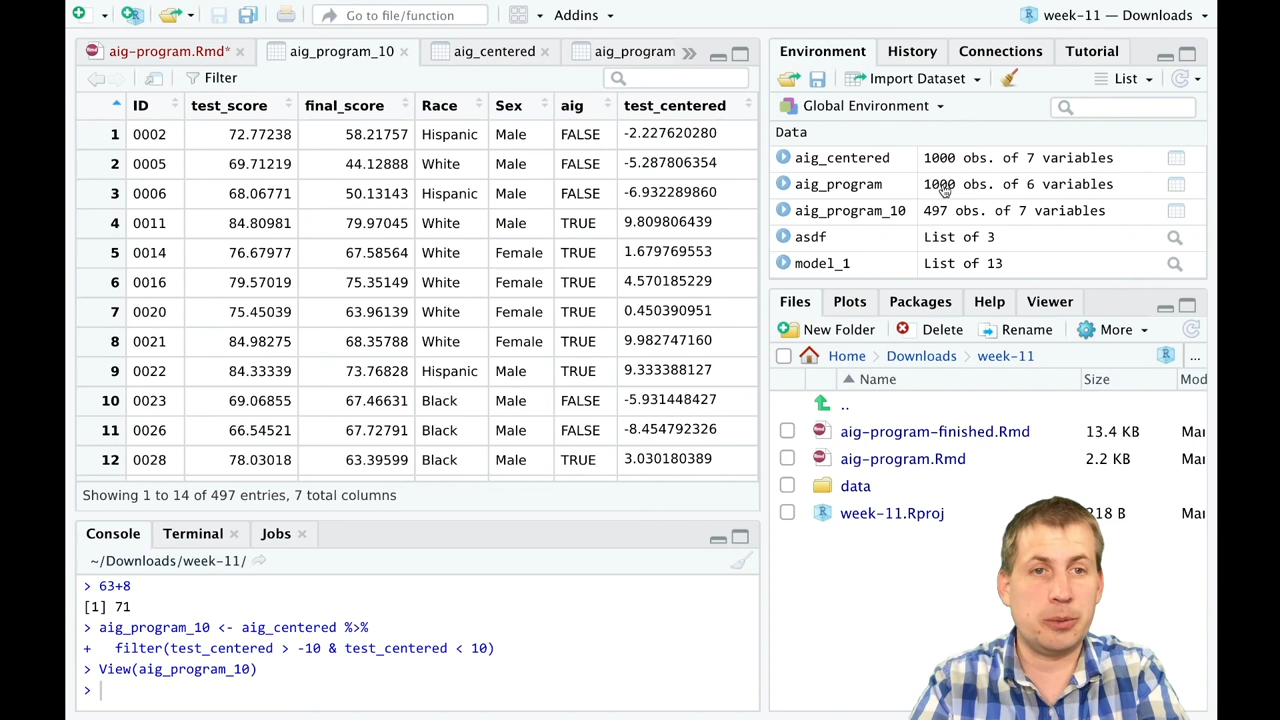 Go to file/function
Addins
week-11 — Downloads
aig-program.Rmd*
aig_program_10
aig_centered
aig_program
Filter
ID test_score final_score Race Sex aig test_centered
1 0002 72.77238 58.21757 Hispanic Male FALSE -2.227620280
2 0005 69.71219 44.12888 White Male FALSE -5.287806354
3 0006 68.06771 50.13143 Hispanic Male FALSE -6.932289860
4 0011 84.80981 79.97045 White Male TRUE 9.809806439
5 0014 76.67977 67.58564 White Female TRUE 1.679769553
6 0016 79.57019 75.35149 White Female TRUE 4.570185229
7 0020 75.45039 63.96139 White Female TRUE 0.450390951
8 0021 84.98275 68.35788 White Female TRUE 9.982747160
9 0022 84.33339 73.76828 Hispanic Male TRUE 9.333388127
10 0023 69.06855 67.46631 Black Male FALSE -5.931448427
11 0026 66.54521 67.72791 Black Male FALSE -8.454792326
12 0028 78.03018 63.39599 Black Male TRUE 3.030180389
Showing 1 to 14 of 497 entries, 7 total columns
Console Terminal Jobs
~/Downloads/week-11/
> 63+8
[1] 71
> aig_program_10 <- aig_centered %>%
+ filter(test_centered > -10 & test_centered < 10)
> View(aig_program_10)
>
Environment History Connections Tutorial
Import Dataset List
Global Environment
Data
aig_centered 1000 obs. of 7 variables
aig_program 1000 obs. of 6 variables
aig_program_10 497 obs. of 7 variables
asdf List of 3
model_1 List of 13
Files Plots Packages Help Viewer
New Folder Delete Rename More
Home > Downloads > week-11 ...
Name Size Mod
..
aig-program-finished.Rmd 13.4 KB Mar
aig-program.Rmd 2.2 KB Mar
data
week-11.Rproj 218 B Mar